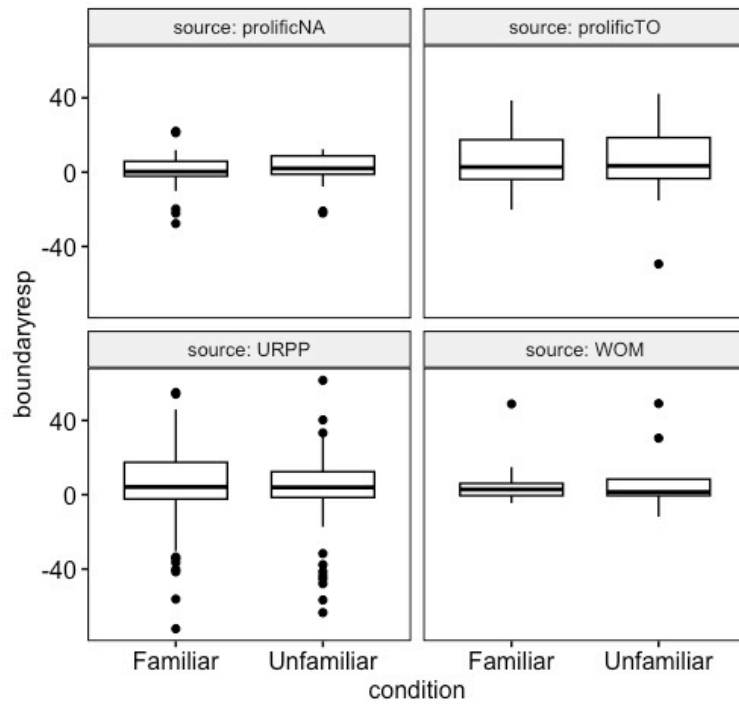 source: prolificNA
source: prolificTO
40
0
-40
source: URPP
source: WOM
40
0
-40
boundaryresp
Familiar Unfamiliar Familiar Unfamiliar
condition